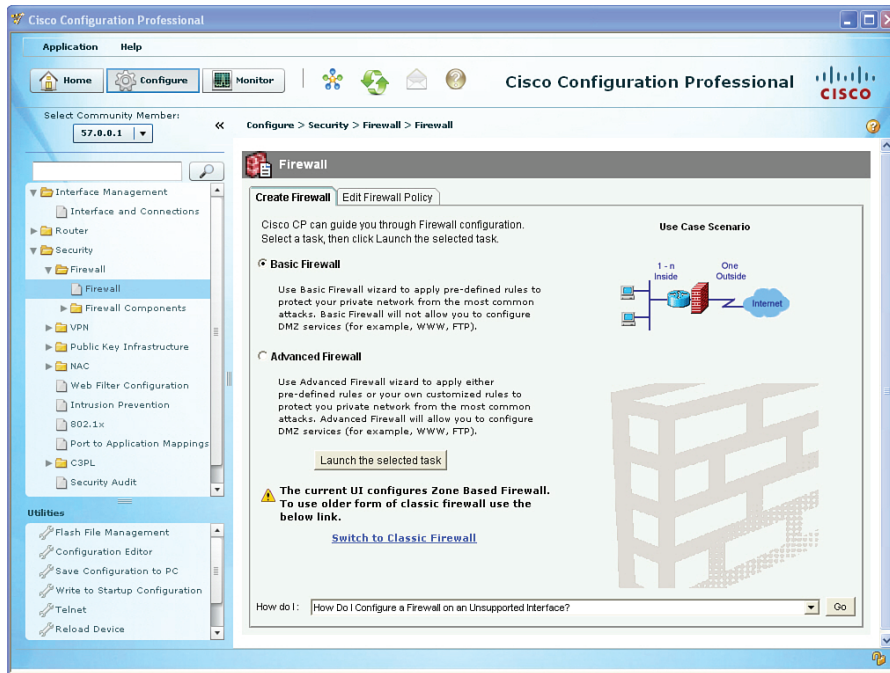 Cisco Configuration Professional
Application Help
Home Configure Monitor
Cisco Configuration Professional
CISCO
Select Community Member:
57.0.0.1
«
Configure > Security > Firewall > Firewall
Interface Management
Interface and Connections
Router
Security
Firewall
Firewall
Firewall Components
VPN
Public Key Infrastructure
NAC
Web Filter Configuration
Intrusion Prevention
802.1x
Port to Application Mappings
C3PL
Security Audit
Utilities
Flash File Management
Configuration Editor
Save Configuration to PC
Write to Startup Configuration
Telnet
Reload Device
Firewall
Create Firewall Edit Firewall Policy
Cisco CP can guide you through Firewall configuration.
Select a task, then click Launch the selected task.
Basic Firewall
Use Basic Firewall wizard to apply pre-defined rules to
protect your private network from the most common
attacks. Basic Firewall will not allow you to configure
DMZ services (for example, WWW, FTP).
Advanced Firewall
Use Advanced Firewall wizard to apply either
pre-defined rules or your own customized rules to
protect you private network from the most common
attacks. Advanced Firewall will allow you to configure
DMZ services (for example, WWW, FTP).
Launch the selected task
The current UI configures Zone Based Firewall.
To use older form of classic firewall use the
below link.
Switch to Classic Firewall
Use Case Scenario
1 - n
Inside
One
Outside
Internet
How do I: How Do I Configure a Firewall on an Unsupported Interface? Go